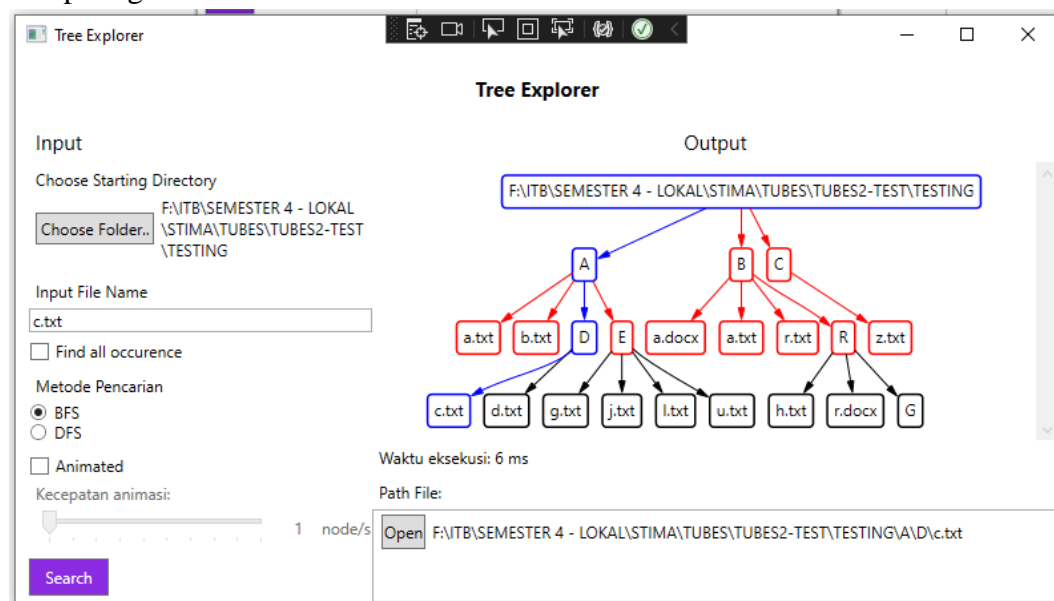 Tree Explorer
Tree Explorer
Input
Choose Starting Directory
Choose Folder..
F:\ITB\SEMESTER 4 - LOKAL
\STIMA\TUBES\TUBES2-TEST
\TESTING
Input File Name
c.txt
Find all occurence
Metode Pencarian
BFS
DFS
Animated
Kecepatan animasi:
1 node/s
Search
Output
F:\ITB\SEMESTER 4 - LOKAL\STIMA\TUBES\TUBES2-TEST\TESTING
A B C
a.txt b.txt D E a.docx a.txt r.txt R z.txt
c.txt d.txt g.txt j.txt l.txt u.txt h.txt r.docx G
Waktu eksekusi: 6 ms
Path File:
Open F:\ITB\SEMESTER 4 - LOKAL\STIMA\TUBES\TUBES2-TEST\TESTING\A\D\c.txt